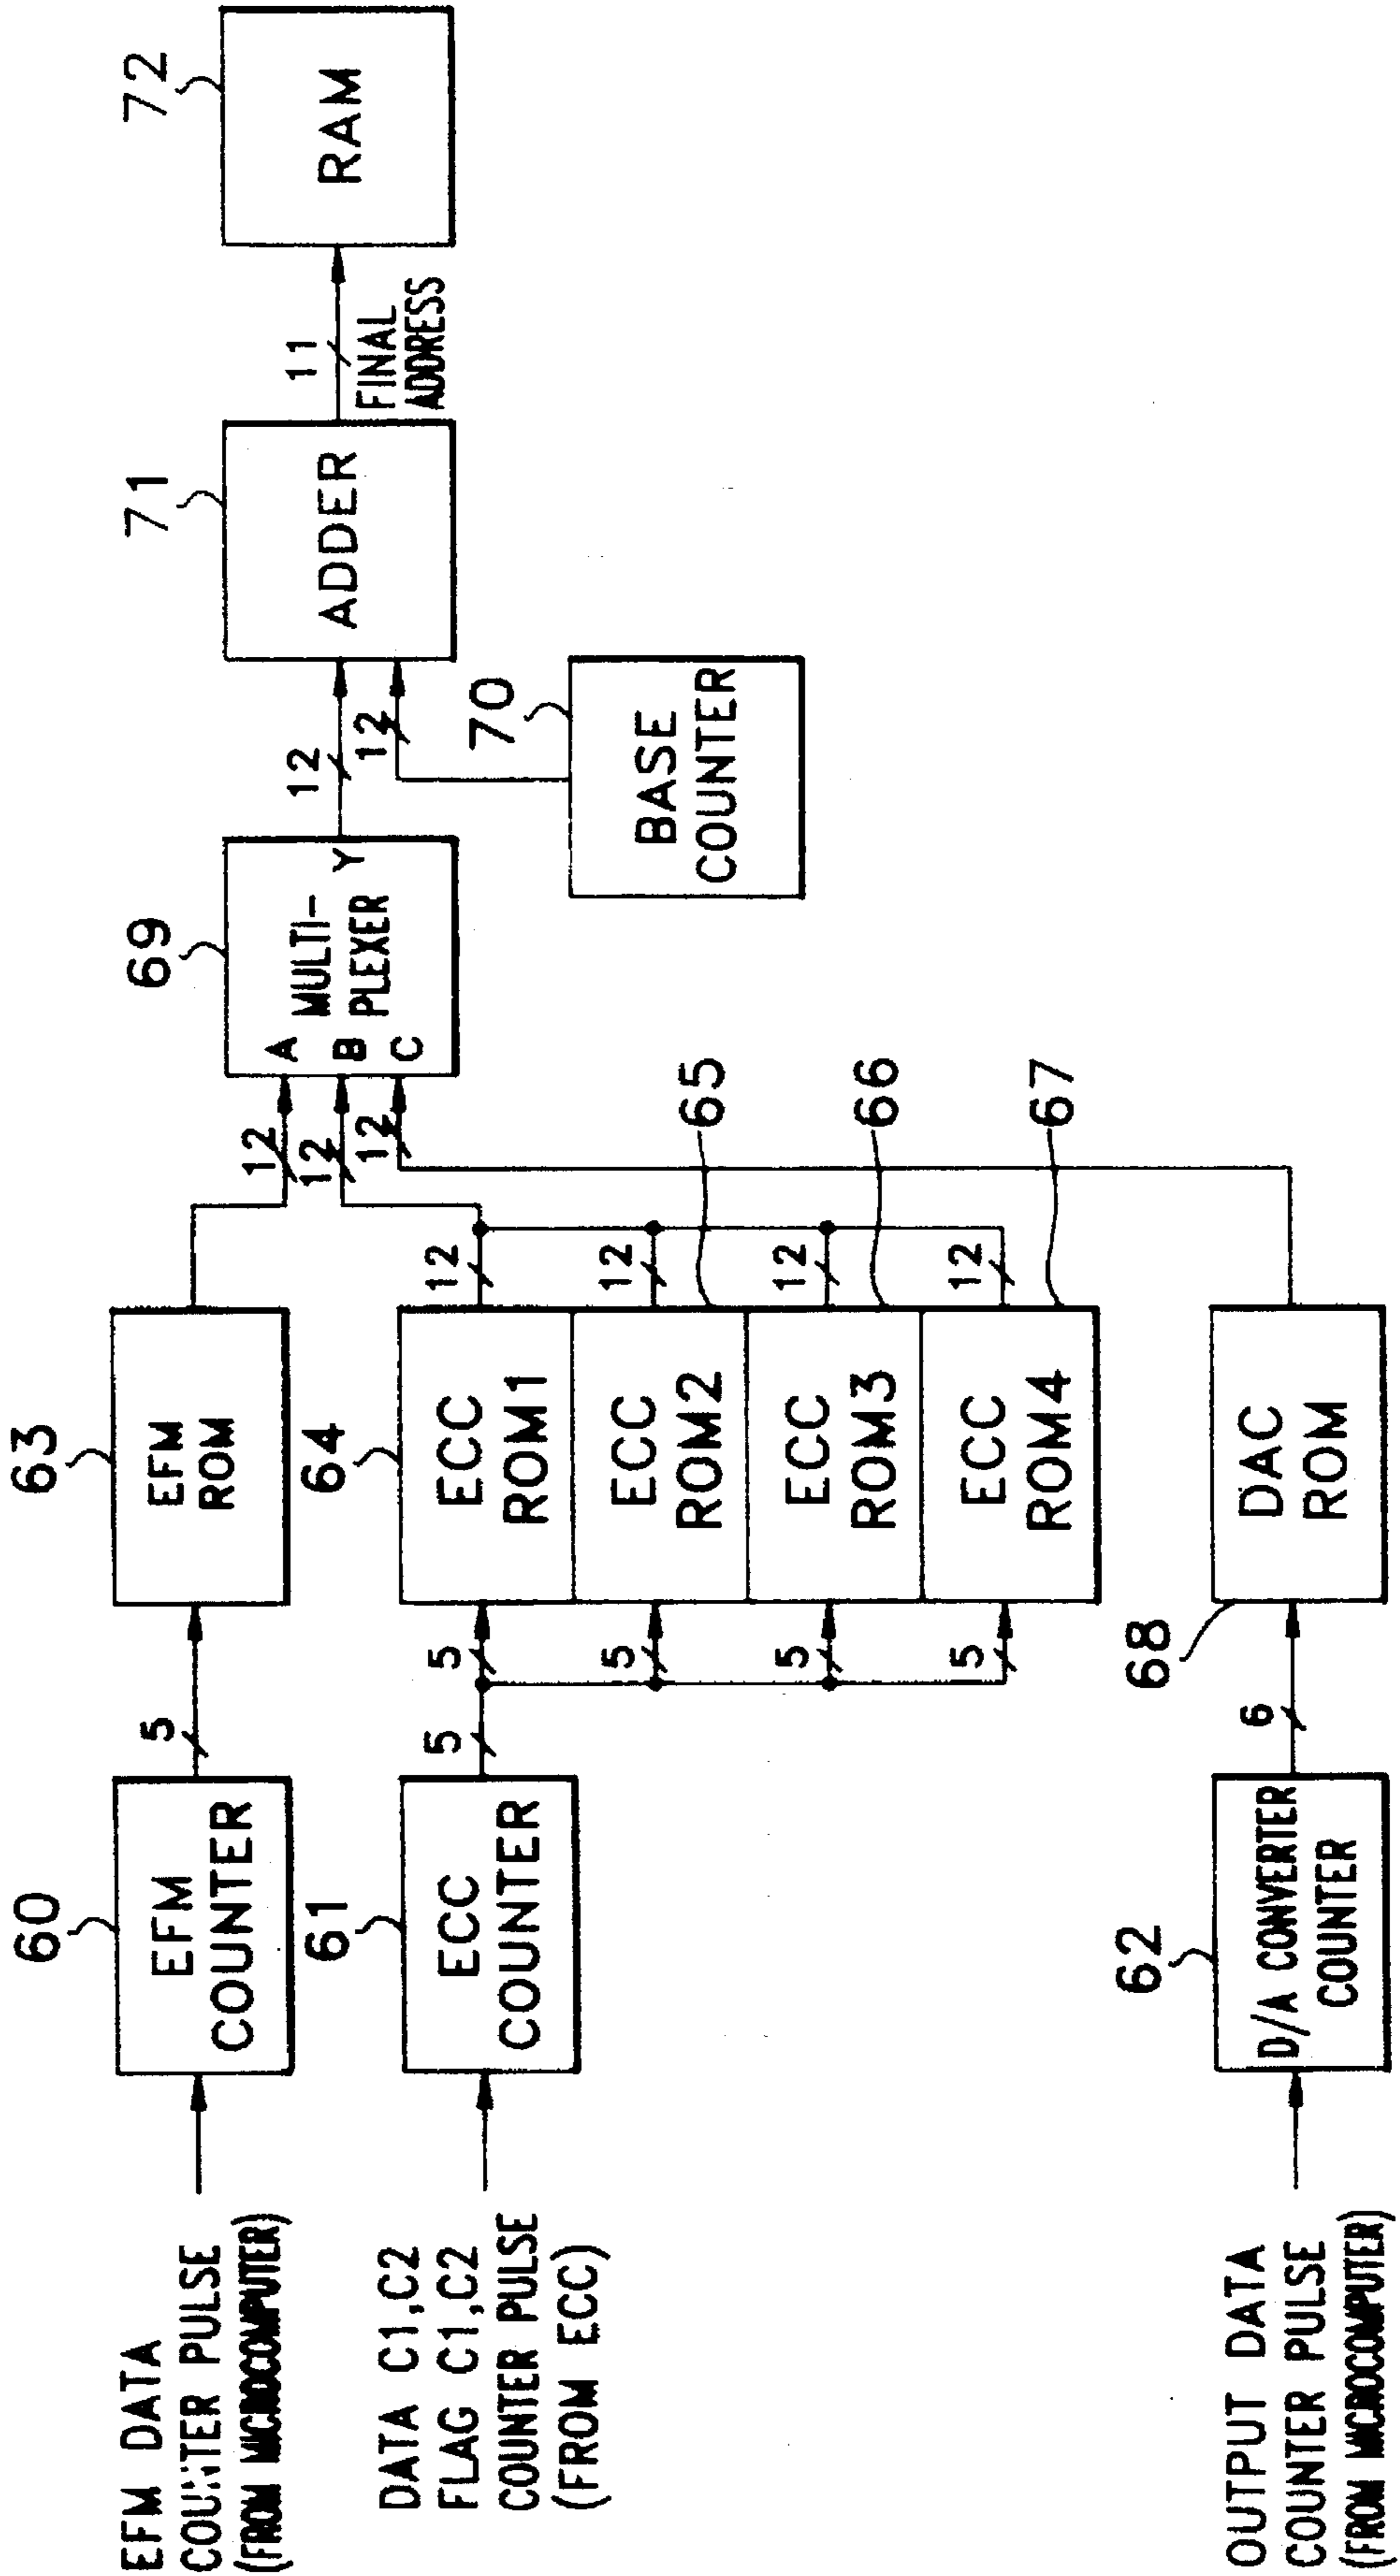 EFM DATA
COUNTER PULSE
(FROM MICROCOMPUTER)
60
EFM
COUNTER
5
63
EFM
ROM
12
DATA C1,C2
FLAG C1,C2
COUNTER PULSE
(FROM ECC)
61
ECC
COUNTER
5
5
5
5
5
64
ECC
ROM1
ECC
ROM2
ECC
ROM3
ECC
ROM4
12
12
12
12
65
66
67
12
OUTPUT DATA
COUNTER PULSE
(FROM MICROCOMPUTER)
62
D/A CONVERTER
COUNTER
6
68
DAC
ROM
12
69
A
B
C
MULTI-
PLEXER
Y
12
12
70
BASE
COUNTER
71
ADDER
11
FINAL
ADDRESS
72
RAM